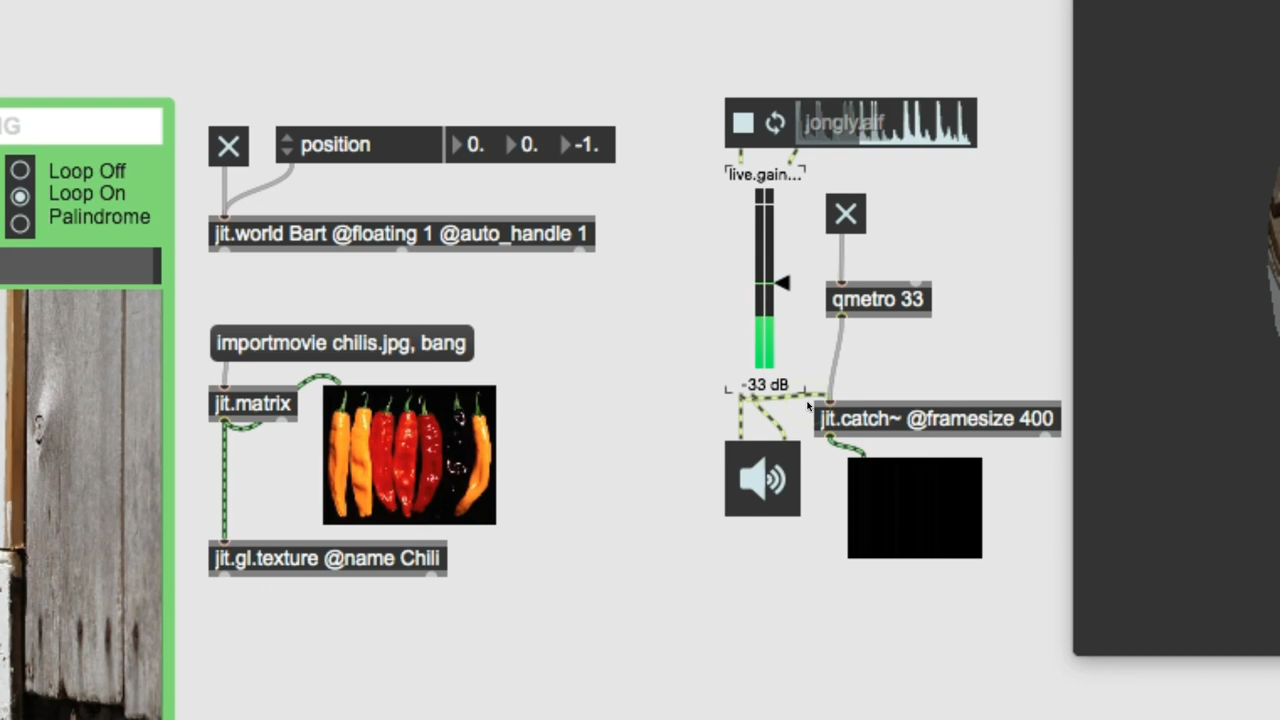 NG
Loop Off
Loop On
Palindrome
position
0.
0.
-1.
jit.world Bart @floating 1 @auto_handle 1
importmovie chilis.jpg, bang
jit.matrix
jit.gl.texture @name Chili
jongly.aif
live.gain...
qmetro 33
-33 dB
jit.catch~ @framesize 400